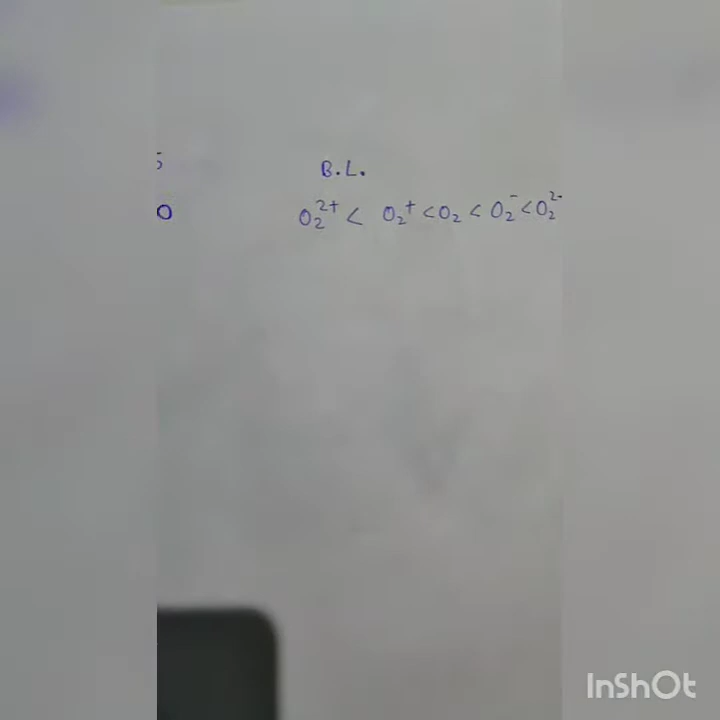 B.L.
O₂²⁺ < O₂⁺ < O₂ < O₂⁻ < O₂²⁻
InShOt